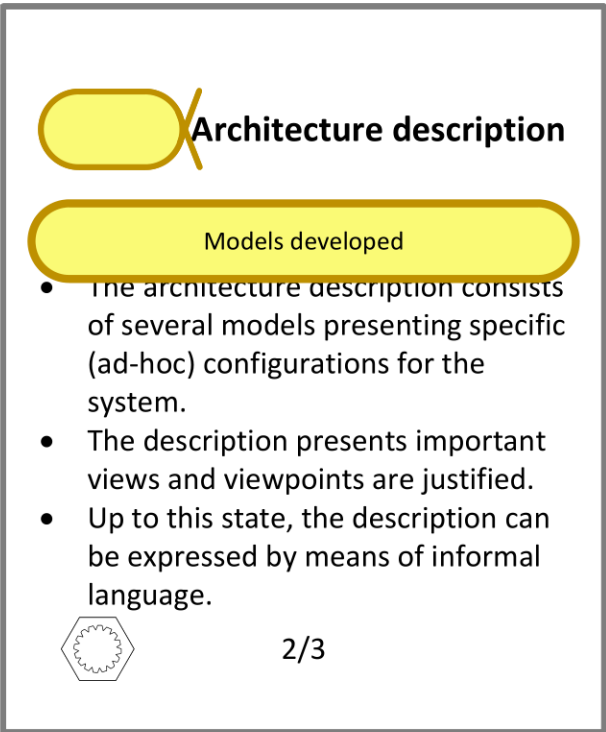 Architecture description
Models developed
• The architecture description consists
of several models presenting specific
(ad-hoc) configurations for the
system.
• The description presents important
views and viewpoints are justified.
• Up to this state, the description can
be expressed by means of informal
language.
2/3